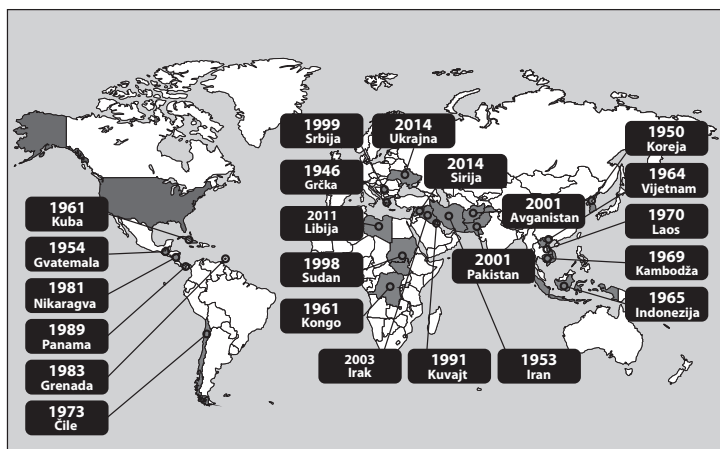 1999
Srbija
2014
Ukrajna
1950
Koreja
1946
Grčka
2014
Sirija
1964
Vijetnam
1961
Kuba
2011
Libija
2001
Avganistan
1970
Laos
1954
Gvatemala
1998
Sudan
2001
Pakistan
1969
Kambodža
1981
Nikaragva
1961
Kongo
1965
Indonezija
1989
Panama
2003
Irak
1991
Kuvajt
1953
Iran
1983
Grenada
1973
Čile